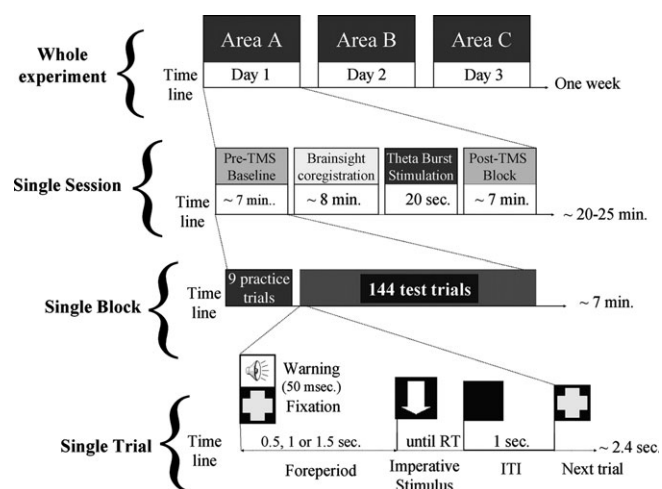 Whole
experiment
Area A
Area B
Area C
Time
line
Day 1
Day 2
Day 3
One week
Single Session
Pre-TMS
Baseline
Brainsight
coregistration
Theta Burst
Stimulation
Post-TMS
Block
Time
line
~ 7 min..
~ 8 min.
20 sec.
~ 7 min.
~ 20-25 min.
Single Block
Time
line
9 practice
trials
144 test trials
~ 7 min.
Single Trial
Warning
(50 msec.)
Fixation
Time
line
0.5, 1 or 1.5 sec.
until RT
1 sec.
~ 2.4 sec.
Foreperiod
Imperative
Stimulus
ITI
Next trial